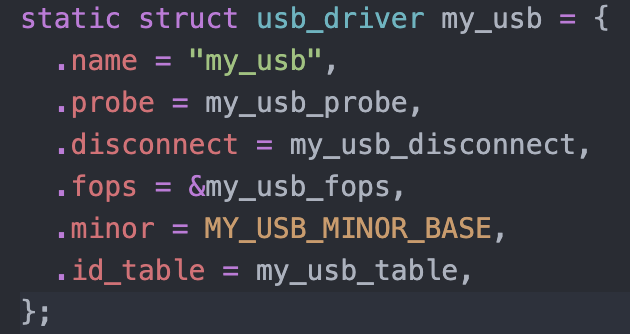 static struct usb_driver my_usb = {
  .name = "my_usb",
  .probe = my_usb_probe,
  .disconnect = my_usb_disconnect,
  .fops = &my_usb_fops,
  .minor = MY_USB_MINOR_BASE,
  .id_table = my_usb_table,
};